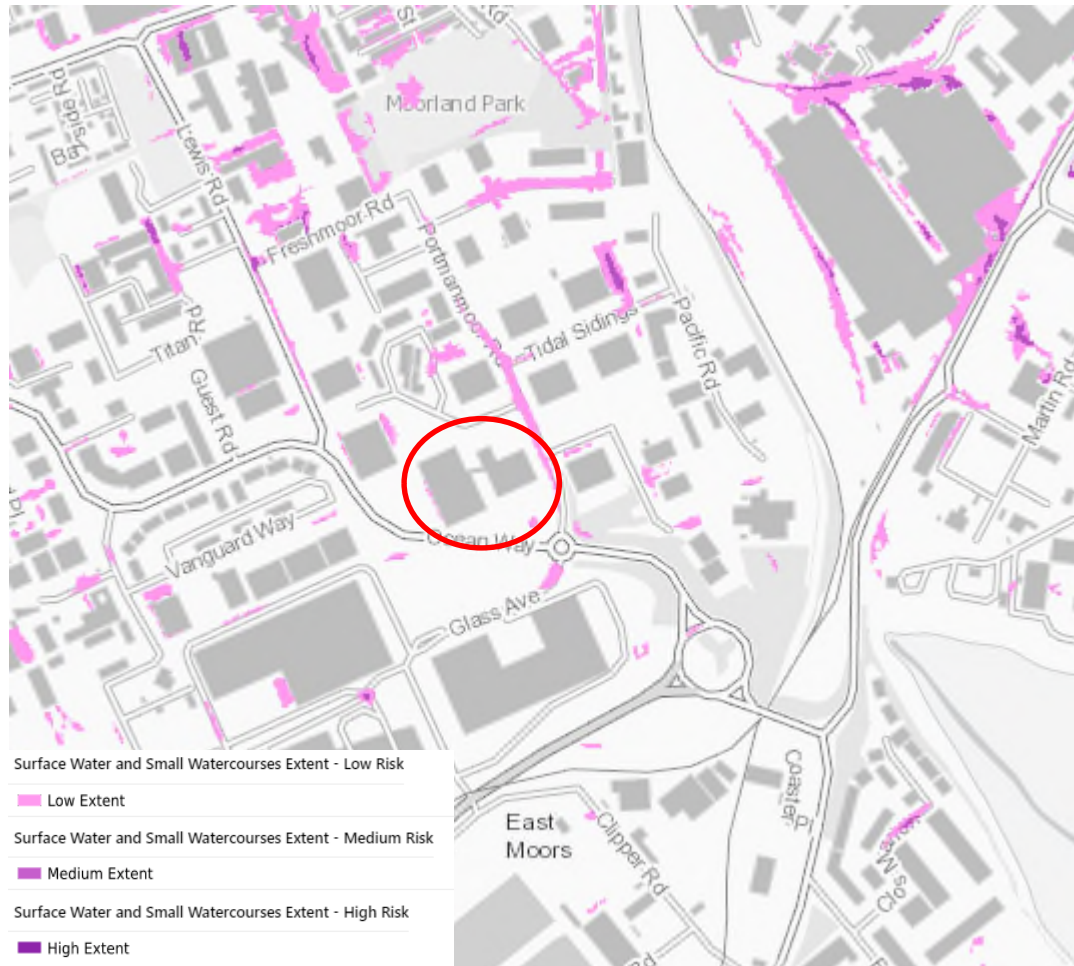 St
Moorland Park
Lewis Rd
Freshmoor Rd
Portmanmoor Rd
Tidal Sidings
Pacific Rd
Titan Rd
Guest Rd
Martin Rd
Vanguard Way
Ocean Way
Glass Ave
East
Moors
Clipper Rd
Coaster Pl
Surface Water and Small Watercourses Extent - Low Risk
Low Extent
Surface Water and Small Watercourses Extent - Medium Risk
Medium Extent
Surface Water and Small Watercourses Extent - High Risk
High Extent